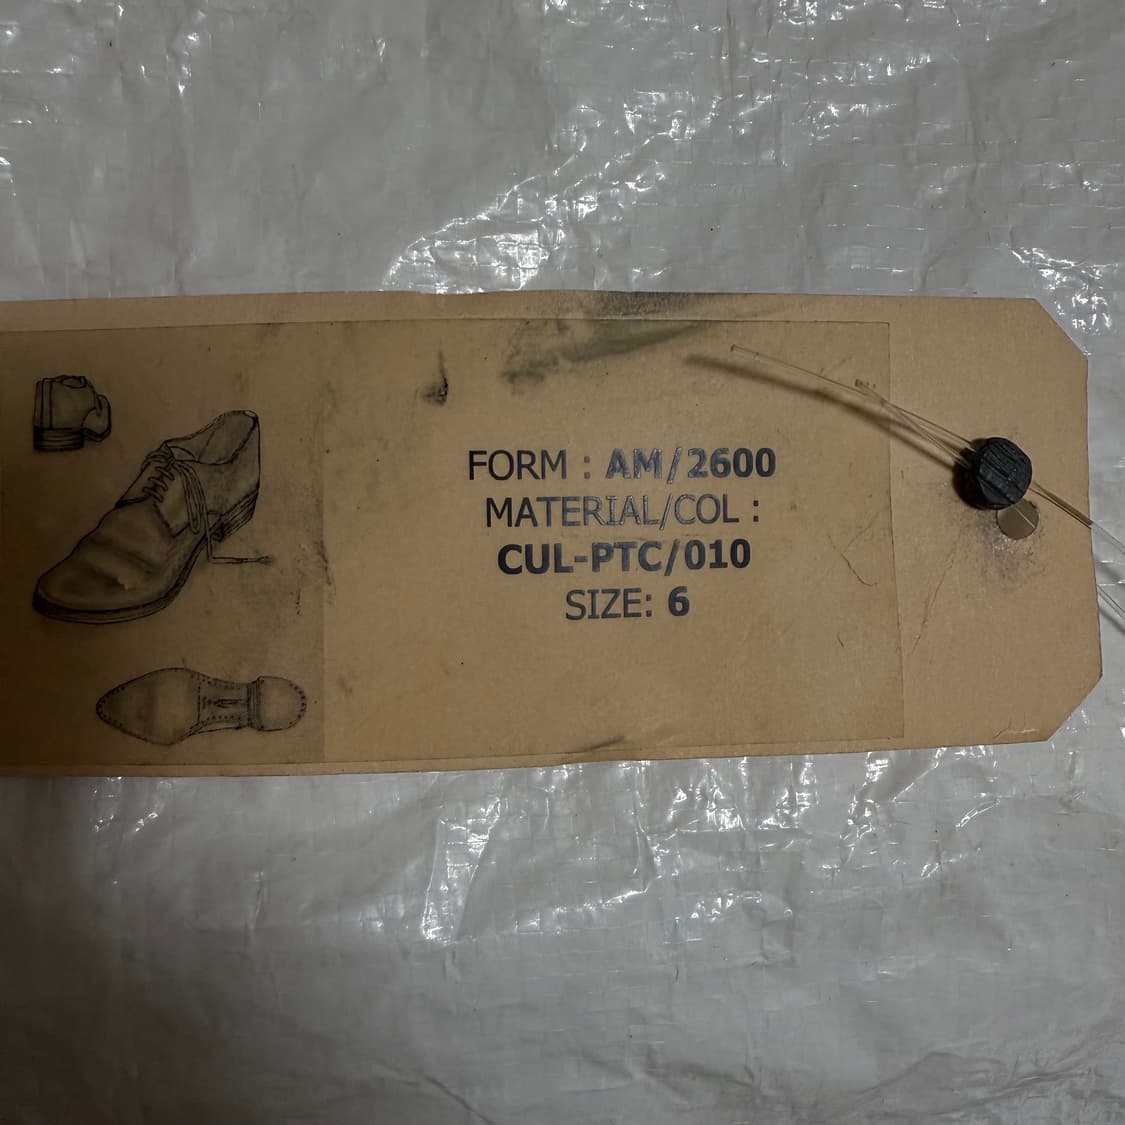 FORM : AM/2600
MATERIAL/COL :
CUL-PTC/010
SIZE: 6